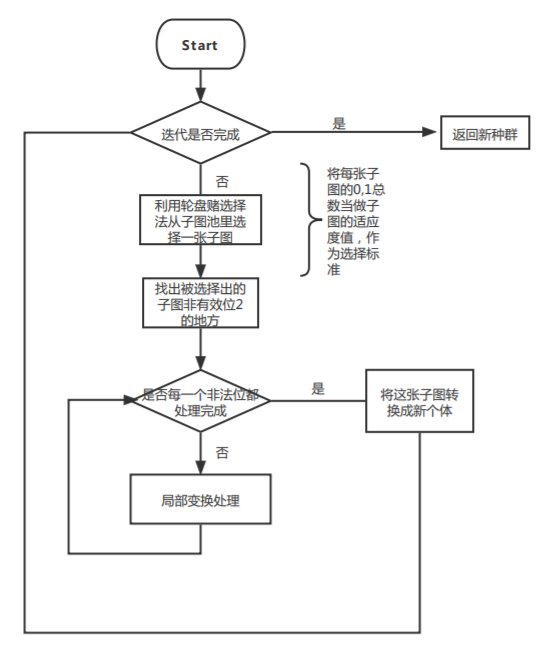 Start
迭代是否完成
是
返回新种群
否
将每张子
图的0,1总
数当做子
图的适应
度值，作
为选择标
准
利用轮盘赌选择
法从子图池里选
择一张子图
找出被选择出的
子图非有效位2
的地方
是否每一个非法位都
处理完成
是
将这张子图转
换成新个体
否
局部变换处理